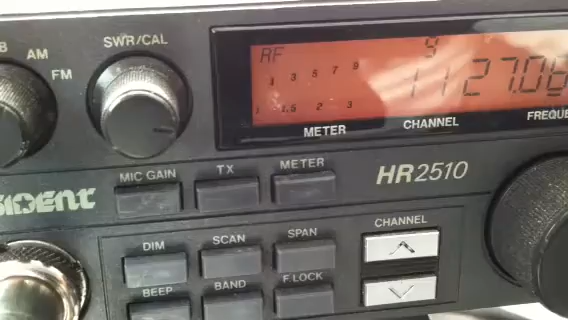 AM
FM
SWR/CAL
RF
9
1 3 5 7 9
1 1.5 2 3
11 27.06
METER
CHANNEL
MIC GAIN
TX
METER
HR2510
CHANNEL
DIM
SCAN
SPAN
BEEP
BAND
F.LOCK